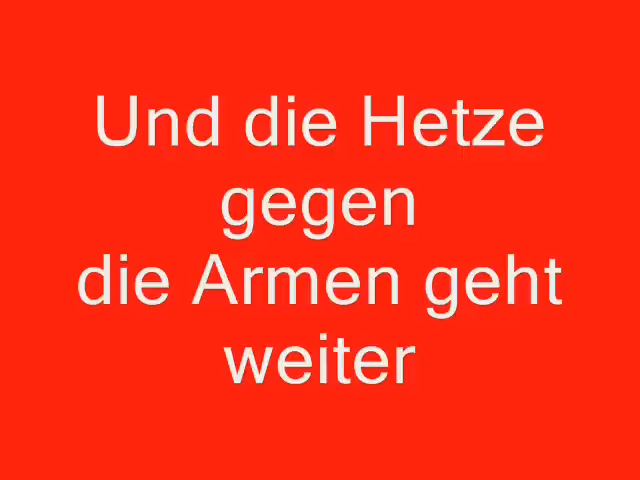 Und die Hetze
gegen
die Armen geht
weiter